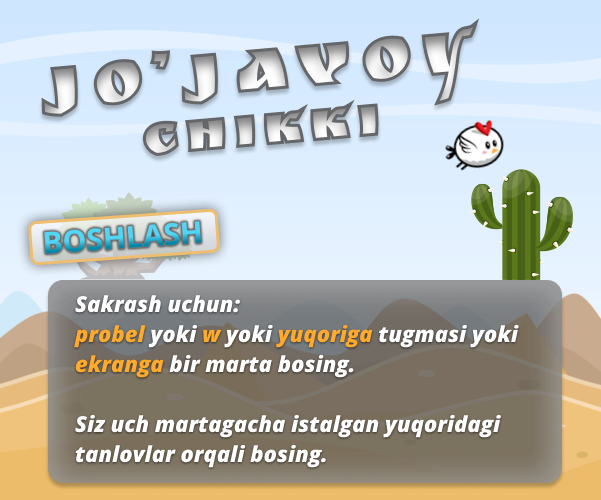 JO'JAVOY
CHIKKI
BOSHLASH
Sakrash uchun:
probel yoki w yoki yuqoriga tugmasi yoki
ekranga bir marta bosing.
Siz uch martagacha istalgan yuqoridagi
tanlovlar orqali bosing.